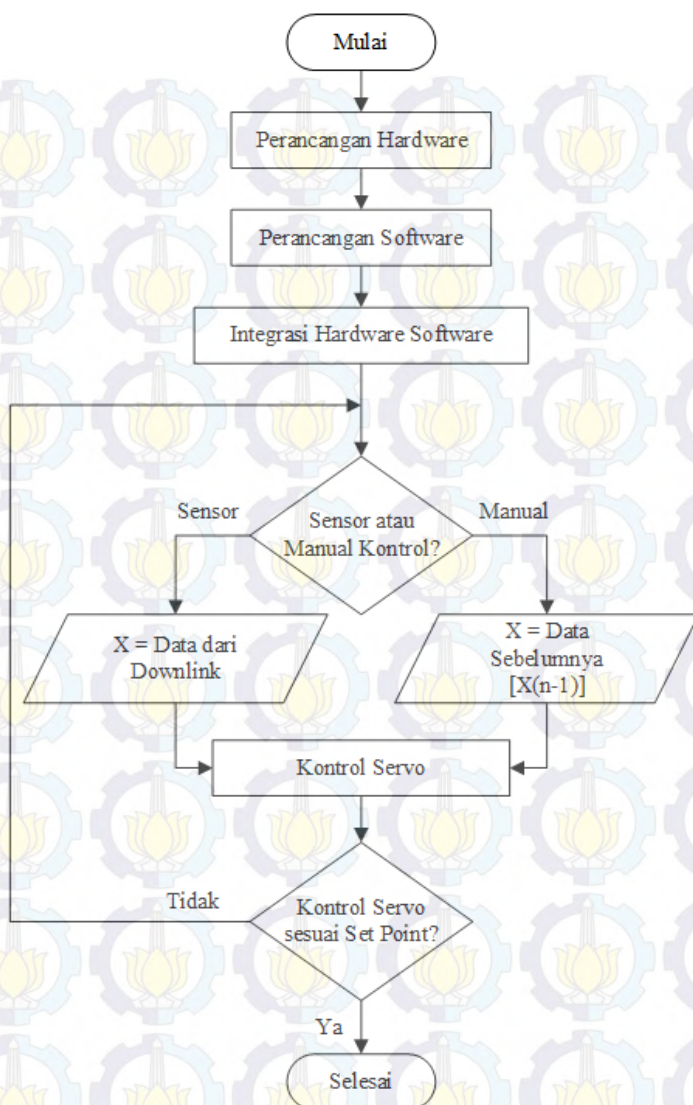 Mulai
Perancangan Hardware
Perancangan Software
Integrasi Hardware Software
Sensor
Sensor atau
Manual Kontrol?
Manual
X = Data dari
Downlink
X = Data
Sebelumnya
[X(n-1)]
Kontrol Servo
Tidak
Kontrol Servo
sesuai Set Point?
Ya
Selesai